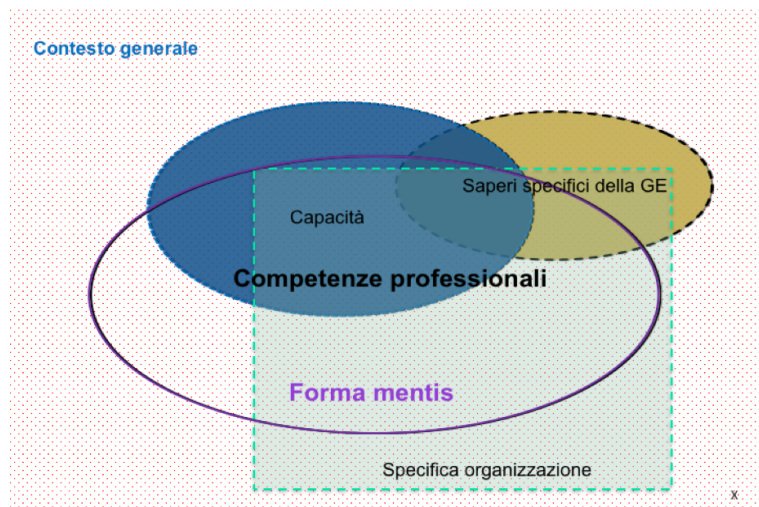 Contesto generale
Saperi specifici della GE
Capacità
Competenze professionali
Forma mentis
Specifica organizzazione
x